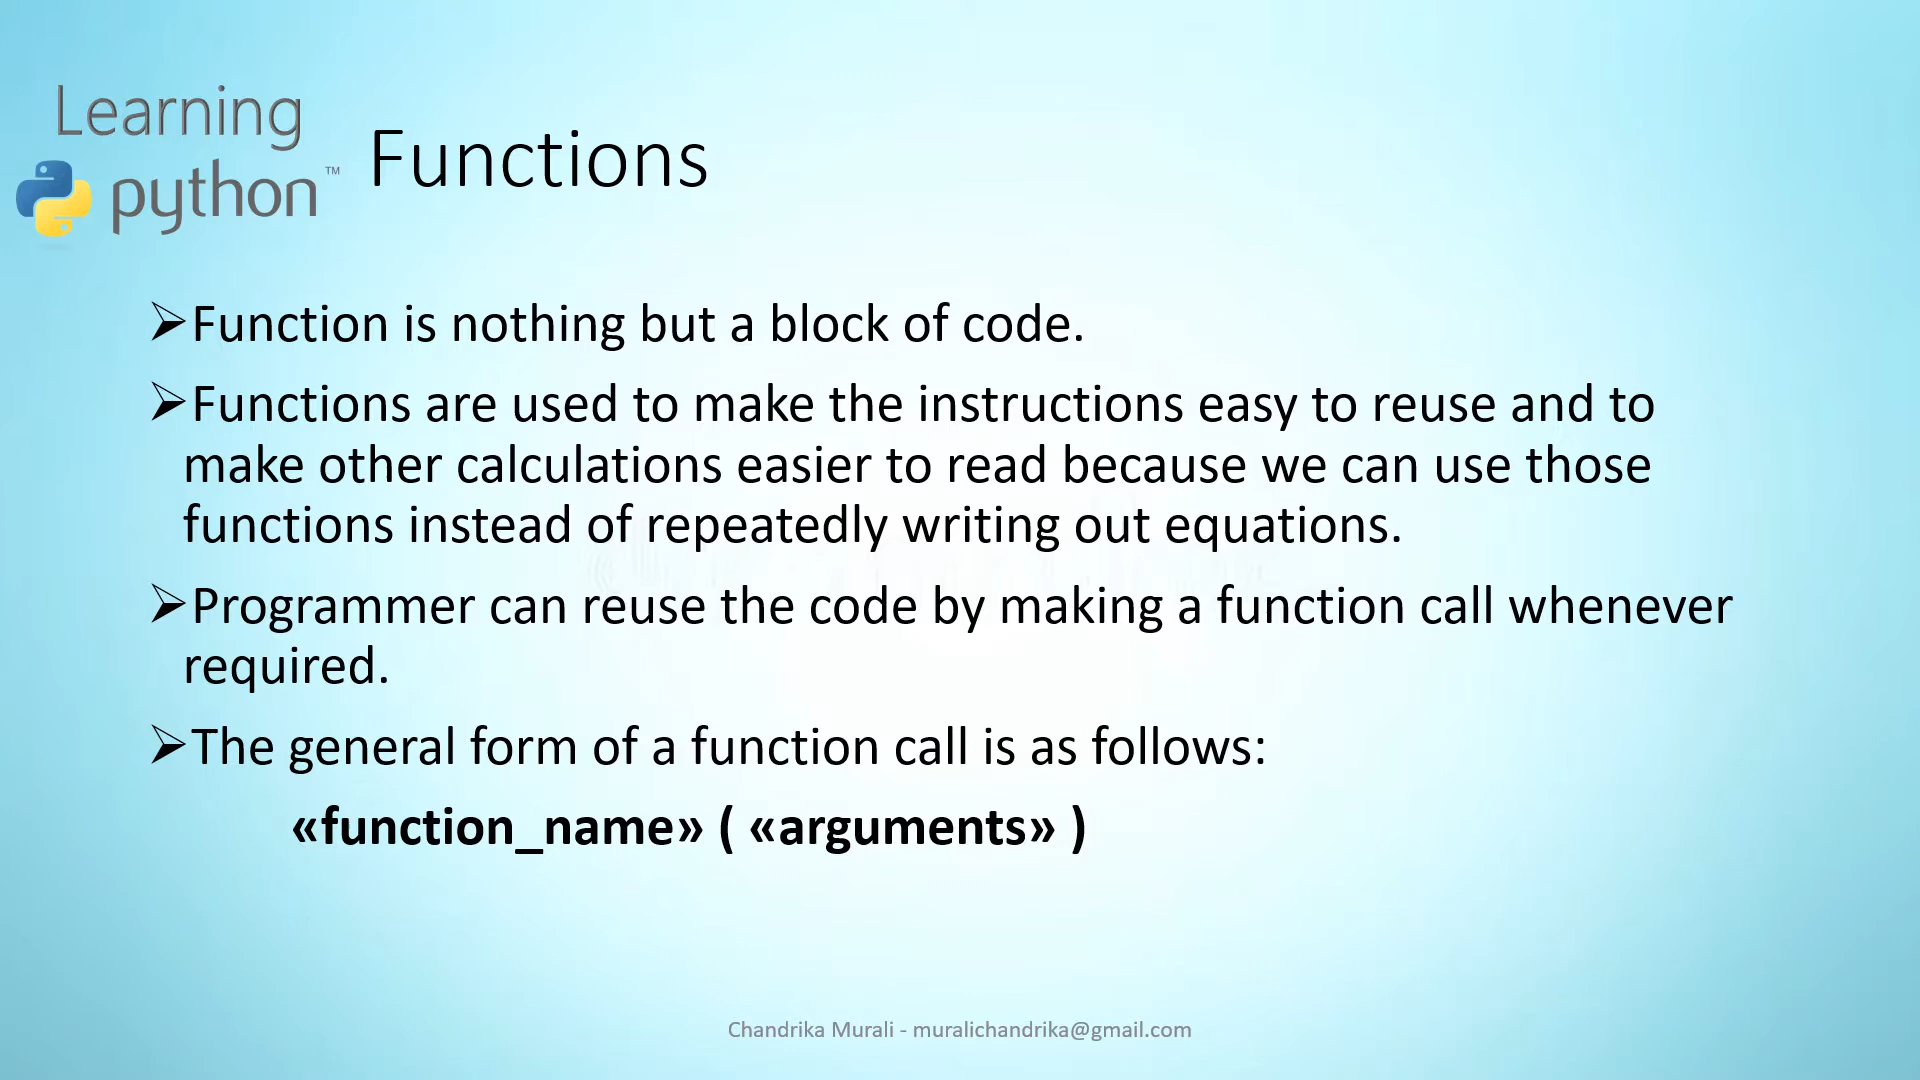 Learning
python™
Functions
➢Function is nothing but a block of code.
➢Functions are used to make the instructions easy to reuse and to
make other calculations easier to read because we can use those
functions instead of repeatedly writing out equations.
➢Programmer can reuse the code by making a function call whenever
required.
➢The general form of a function call is as follows:
«function_name» ( «arguments» )
Chandrika Murali - muralichandrika@gmail.com